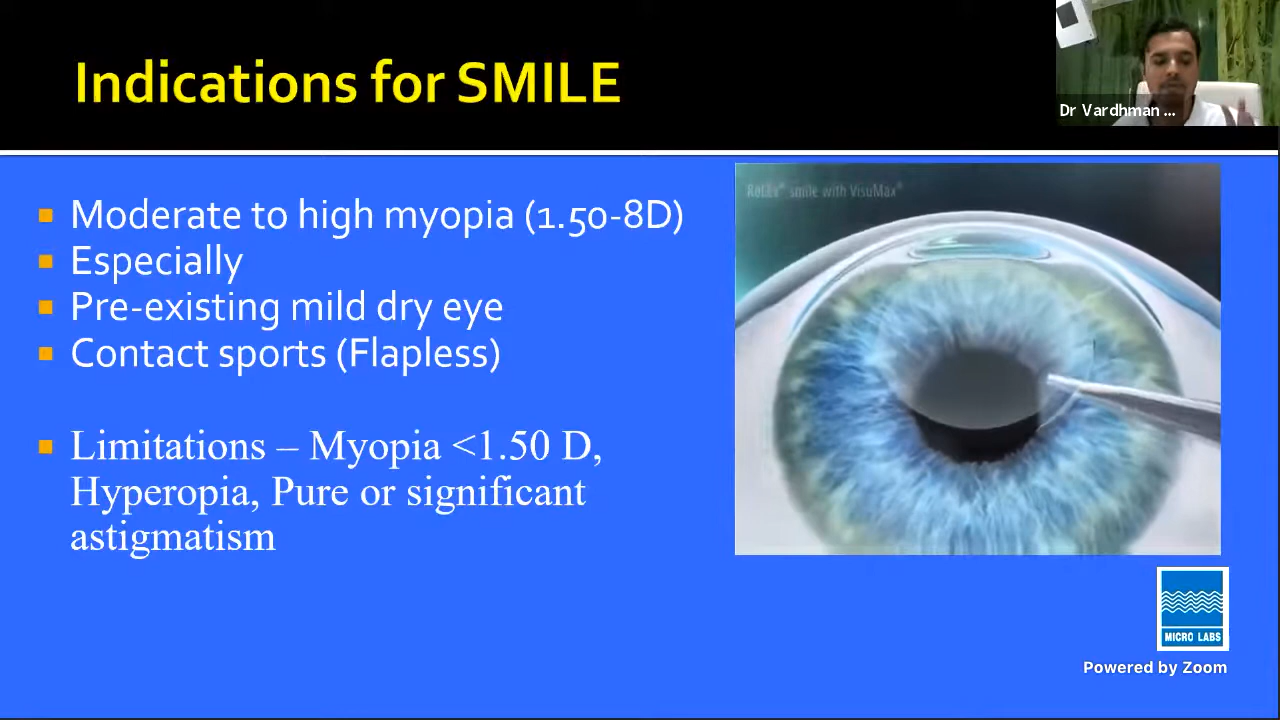 Indications for SMILE
Dr Vardhman ...
Moderate to high myopia (1.50-8D)
Especially
Pre-existing mild dry eye
Contact sports (Flapless)
Limitations – Myopia <1.50 D,
Hyperopia, Pure or significant
astigmatism
ReLEx® smile with VisuMax®
MICRO LABS
Powered by Zoom